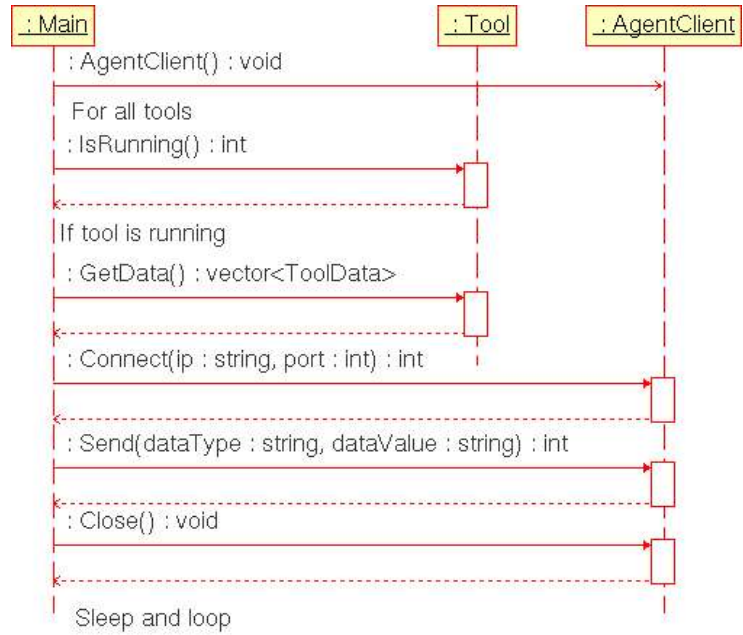 : Main
: Tool
: AgentClient
: AgentClient() : void
For all tools
: IsRunning() : int
If tool is running
: GetData() : vector<ToolData>
: Connect(ip : string, port : int) : int
: Send(dataType : string, dataValue : string) : int
: Close() : void
Sleep and loop